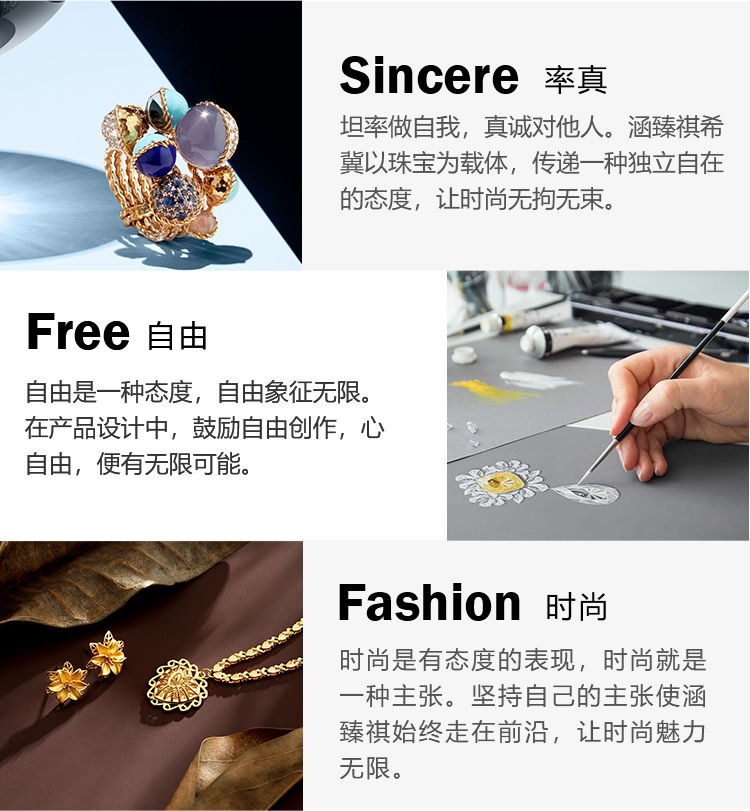 Sincere 率真
坦率做自我，真诚对他人。涵臻祺希
冀以珠宝为载体，传递一种独立自在
的态度，让时尚无拘无束。
Free 自由
自由是一种态度，自由象征无限。
在产品设计中，鼓励自由创作，心
自由，便有无限可能。
Fashion 时尚
时尚是有态度的表现，时尚就是
一种主张。坚持自己的主张使涵
臻祺始终走在前沿，让时尚魅力
无限。